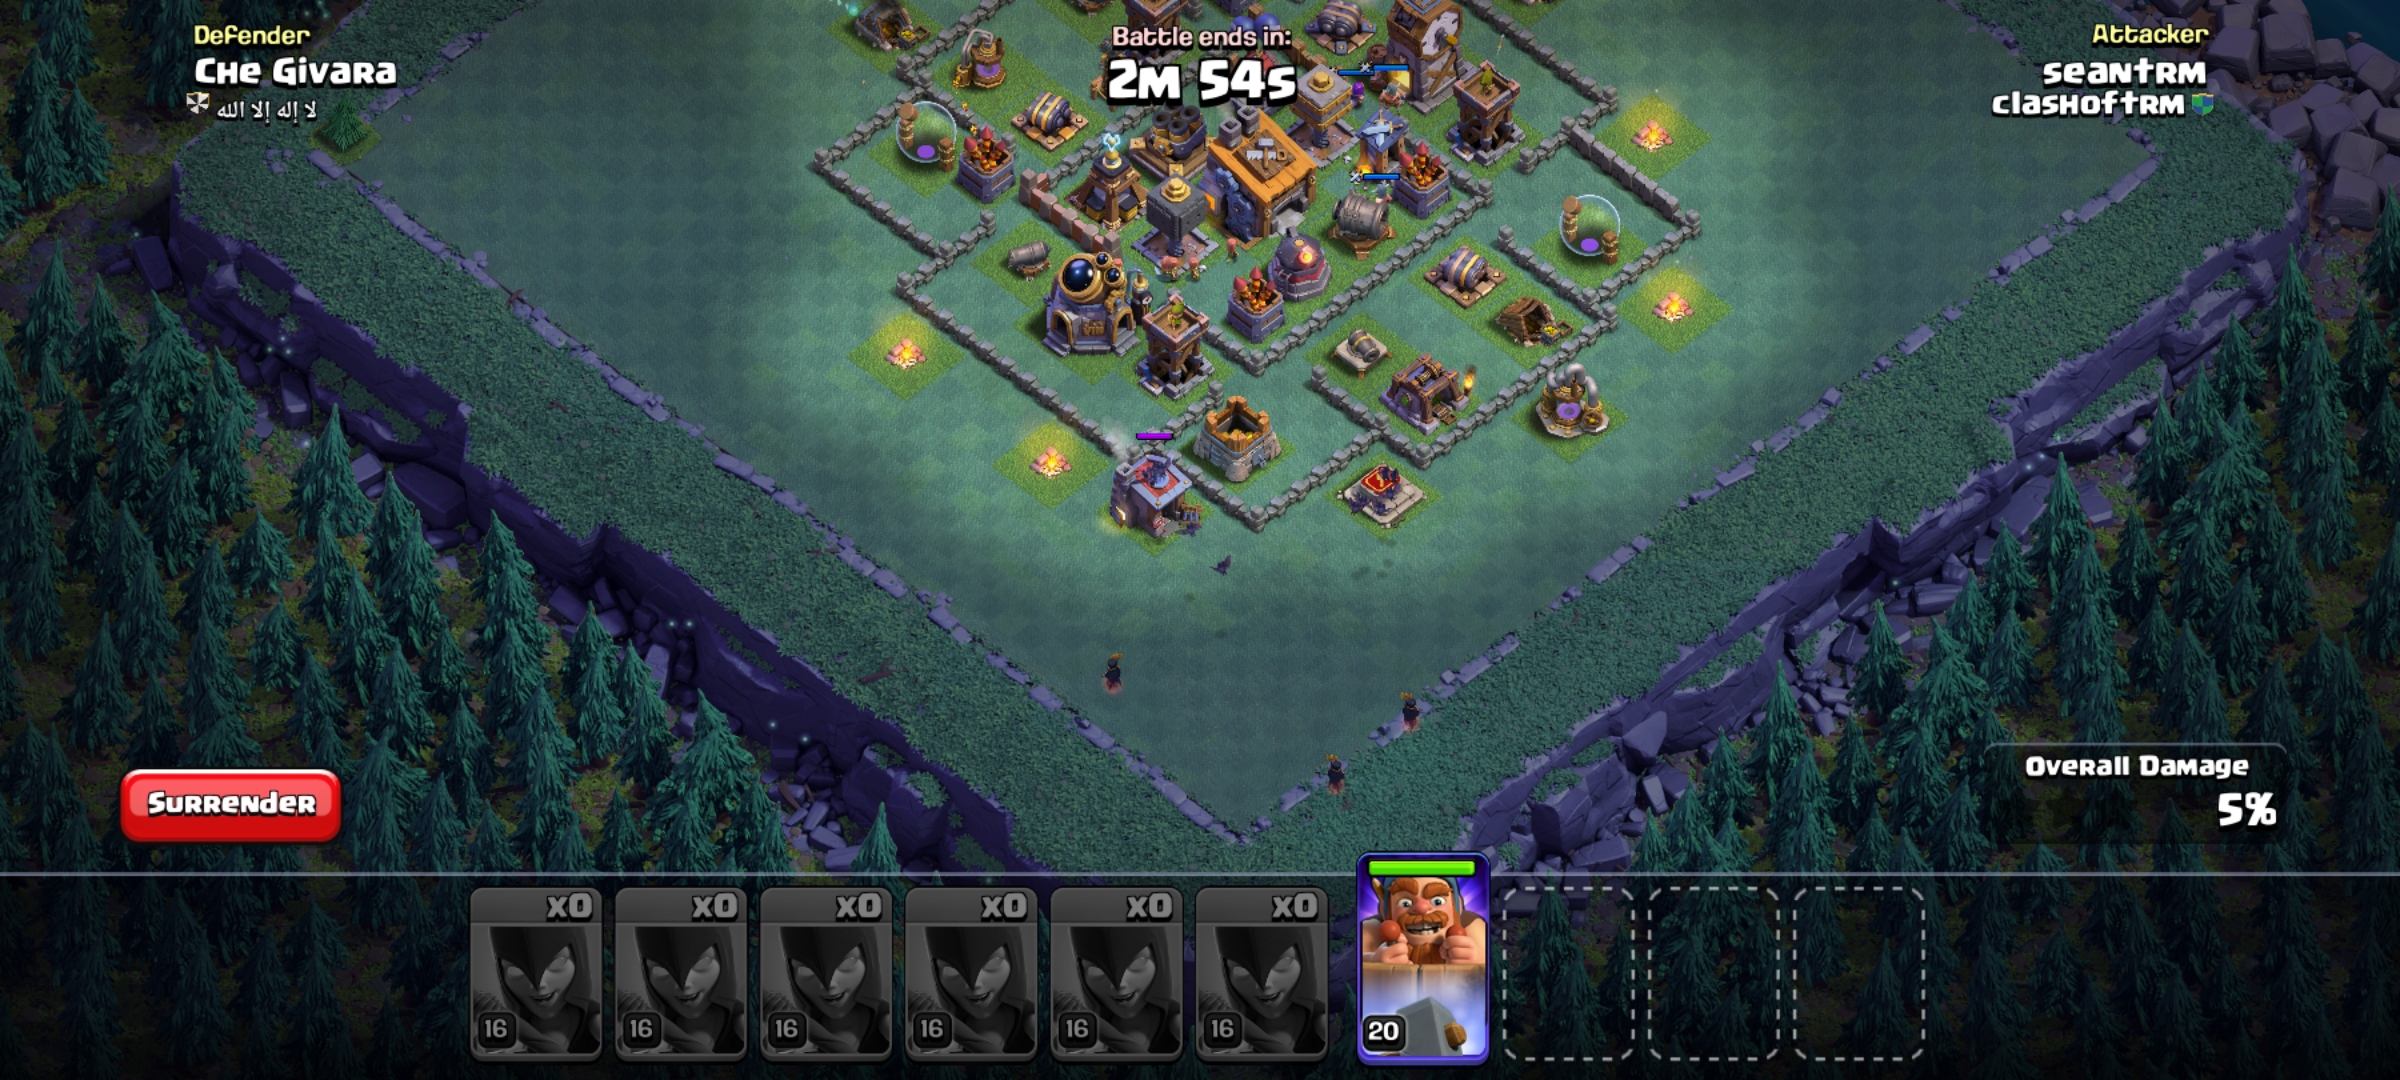 Defender
Che Givara
لا إله إلا الله
Battle ends in:
2M 54s
Attacker
seantRM
clashoftRM
Surrender
Overall Damage
5%
x0
x0
x0
x0
x0
x0
16
16
16
16
16
16
20